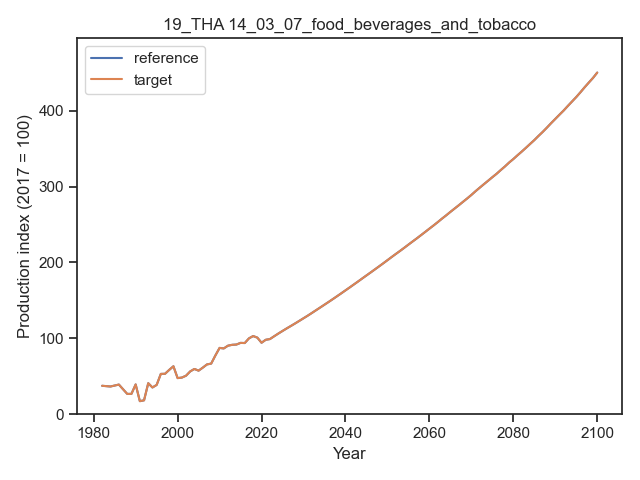 19_THA 14_03_07_food_beverages_and_tobacco
reference
target
Production index (2017 = 100)
400
300
200
100
0
1980
2000
2020
2040
2060
2080
2100
Year